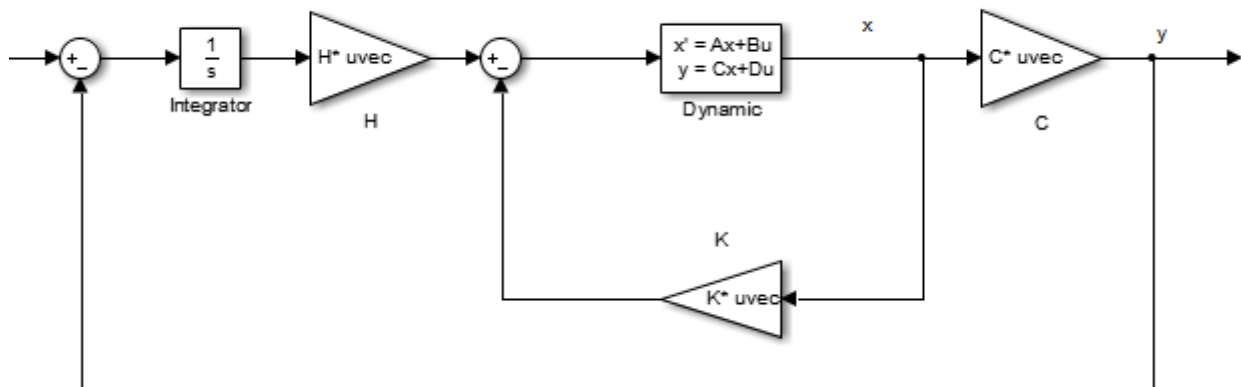 x
y
+
−
1
s
H* uvec
+
−
x' = Ax+Bu
y = Cx+Du
C* uvec
Integrator
H
Dynamic
C
K
K* uvec